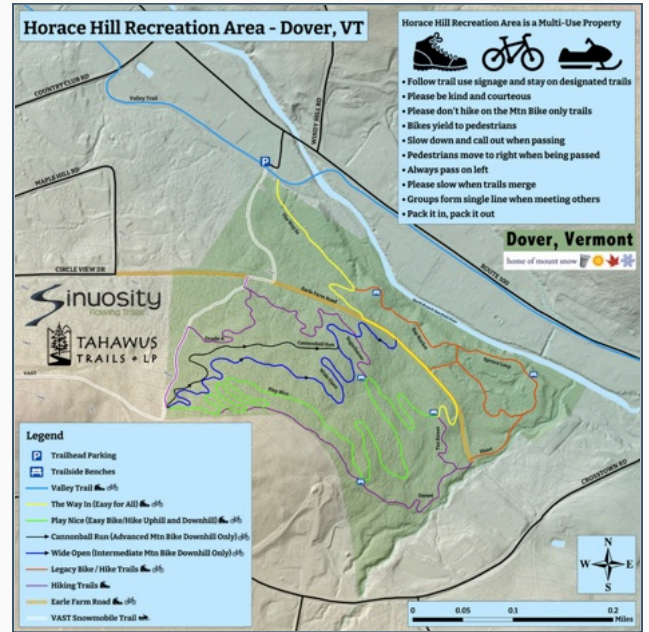 Horace Hill Recreation Area - Dover, VT
Horace Hill Recreation Area is a Multi-Use Property
• Follow trail use signage and stay on designated trails
• Please be kind and courteous
• Please don't hike on the Mtn Bike only trails
• Bikes yield to pedestrians
• Slow down and call out when passing
• Pedestrians move to right when being passed
• Always pass on left
• Please slow when trails merge
• Groups form single line when meeting others
• Pack it in, pack it out
Dover, Vermont
home of mount snow
COUNTRY CLUB RD
Valley Trail
P
MAPLE HILL RD
The Way In
ROUTE 100
CIRCLE VIEW DR
Earle Farm Road
Sinuosity
Flowing Trails
TAHAWUS
TRAILS LP
VAST
Cannonball Run
Play Nice
Sunset
CROSSTOWN RD
Legend
P Trailhead Parking
Trailside Benches
Valley Trail
The Way In (Easy for All)
Play Nice (Easy Bike/Hike Uphill and Downhill)
Cannonball Run (Advanced Mtn Bike Downhill Only)
Wide Open (Intermediate Mtn Bike Downhill Only)
Legacy Bike / Hike Trails
Hiking Trails
Earle Farm Road
VAST Snowmobile Trail
N
W E
S
0 0.05 0.1 0.2
Miles